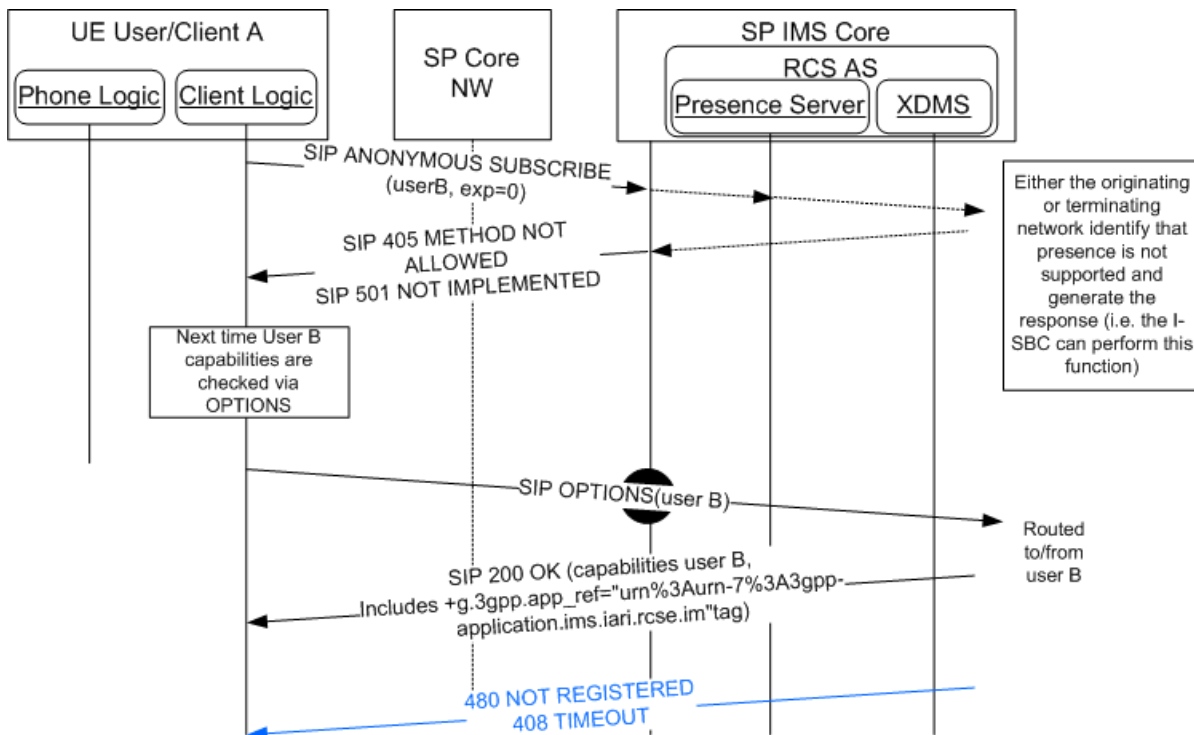 UE User/Client A
Phone Logic
Client Logic
SP Core
NW
SP IMS Core
RCS AS
Presence Server
XDMS
SIP ANONYMOUS SUBSCRIBE
(userB, exp=0)
SIP 405 METHOD NOT
ALLOWED
SIP 501 NOT IMPLEMENTED
Either the originating
or terminating
network identify that
presence is not
supported and
generate the
response (i.e. the I-
SBC can perform this
function)
Next time User B
capabilities are
checked via
OPTIONS
SIP OPTIONS(user B)
Routed
to/from
user B
SIP 200 OK (capabilities user B,
Includes +g.3gpp.app_ref="urn%3Aurn-7%3A3gpp-
application.ims.iari.rcse.im"tag)
480 NOT REGISTERED
408 TIMEOUT